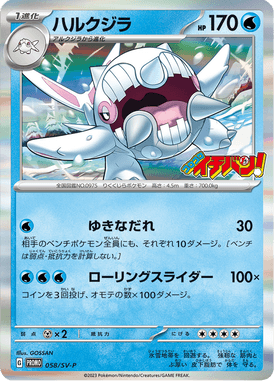 1進化
ハルクジラ
HP 170
アルクジラから進化
イチバン!
全国図鑑NO.0975 りくくじらポケモン 高さ:4.5m 重さ:700.0kg
ゆきなだれ 30
相手のベンチポケモン全員にも、それぞれ10ダメージ。[ベンチ
は弱点・抵抗力を計算しない。]
ローリングスライダー 100×
コインを3回投げ、オモテの数×100ダメージ。
弱点 ×2 抵抗力 にげる
Illus. GOSSAN
G PROMO 058/SV-P
©2023 Pokémon/Nintendo/Creatures/GAME FREAK.